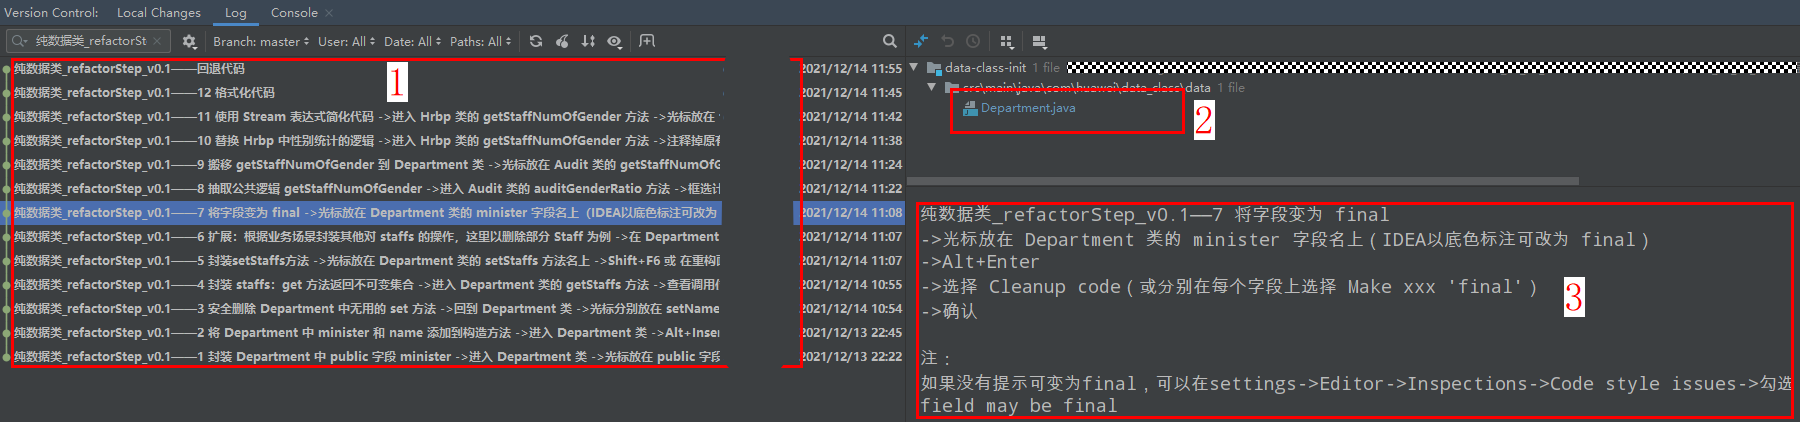 Version Control: Local Changes Log Console
纯数据类_refactorSt Branch: master User: All Date: All Paths: All
纯数据类_refactorStep_v0.1——回退代码 2021/12/14 11:55
纯数据类_refactorStep_v0.1——12 格式化代码 2021/12/14 11:45
纯数据类_refactorStep_v0.1——11 使用 Stream 表达式简化代码 ->进入 Hrbp 类的 getStaffNumOfGender 方法 ->光标放在 2021/12/14 11:42
纯数据类_refactorStep_v0.1——10 替换 Hrbp 中性别统计的逻辑 ->进入 Hrbp 类的 getStaffNumOfGender 方法 ->注释掉原有 2021/12/14 11:38
纯数据类_refactorStep_v0.1——9 搬移 getStaffNumOfGender 到 Department 类 ->光标放在 Audit 类的 getStaffNumOfG 2021/12/14 11:24
纯数据类_refactorStep_v0.1——8 抽取公共逻辑 getStaffNumOfGender ->进入 Audit 类的 auditGenderRatio 方法 ->框选计 2021/12/14 11:22
纯数据类_refactorStep_v0.1——7 将字段变为 final ->光标放在 Department 类的 minister 字段名上（IDEA以底色标注可改为 2021/12/14 11:08
纯数据类_refactorStep_v0.1——6 扩展：根据业务场景封装其他对 staffs 的操作，这里以删除部分 Staff 为例 ->在 Department 2021/12/14 11:07
纯数据类_refactorStep_v0.1——5 封装setStaffs方法 ->光标放在 Department 类的 setStaffs 方法名上 ->Shift+F6 或 在重构 2021/12/14 11:07
纯数据类_refactorStep_v0.1——4 封装 staffs：get 方法返回不可变集合 ->进入 Department 类的 getStaffs 方法 ->查看调用 2021/12/14 10:55
纯数据类_refactorStep_v0.1——3 安全删除 Department 中无用的 set 方法 ->回到 Department 类 ->光标分别放在 setName 2021/12/14 10:54
纯数据类_refactorStep_v0.1——2 将 Department 中 minister 和 name 添加到构造方法 ->进入 Department 类 ->Alt+Inser 2021/12/13 22:45
纯数据类_refactorStep_v0.1——1 封装 Department 中 public 字段 minister ->进入 Department 类 ->光标放在 public 字段 2021/12/13 22:22
1
data-class-init 1 file
src\main\java\com\huawei\data_class\data 1 file
Department.java
2
纯数据类_refactorStep_v0.1——7 将字段变为 final
->光标放在 Department 类的 minister 字段名上（IDEA以底色标注可改为 final）
->Alt+Enter
->选择 Cleanup code（或分别在每个字段上选择 Make xxx 'final'）
->确认
3
注：
如果没有提示可变为final，可以在settings->Editor->Inspections->Code style issues->勾选
field may be final